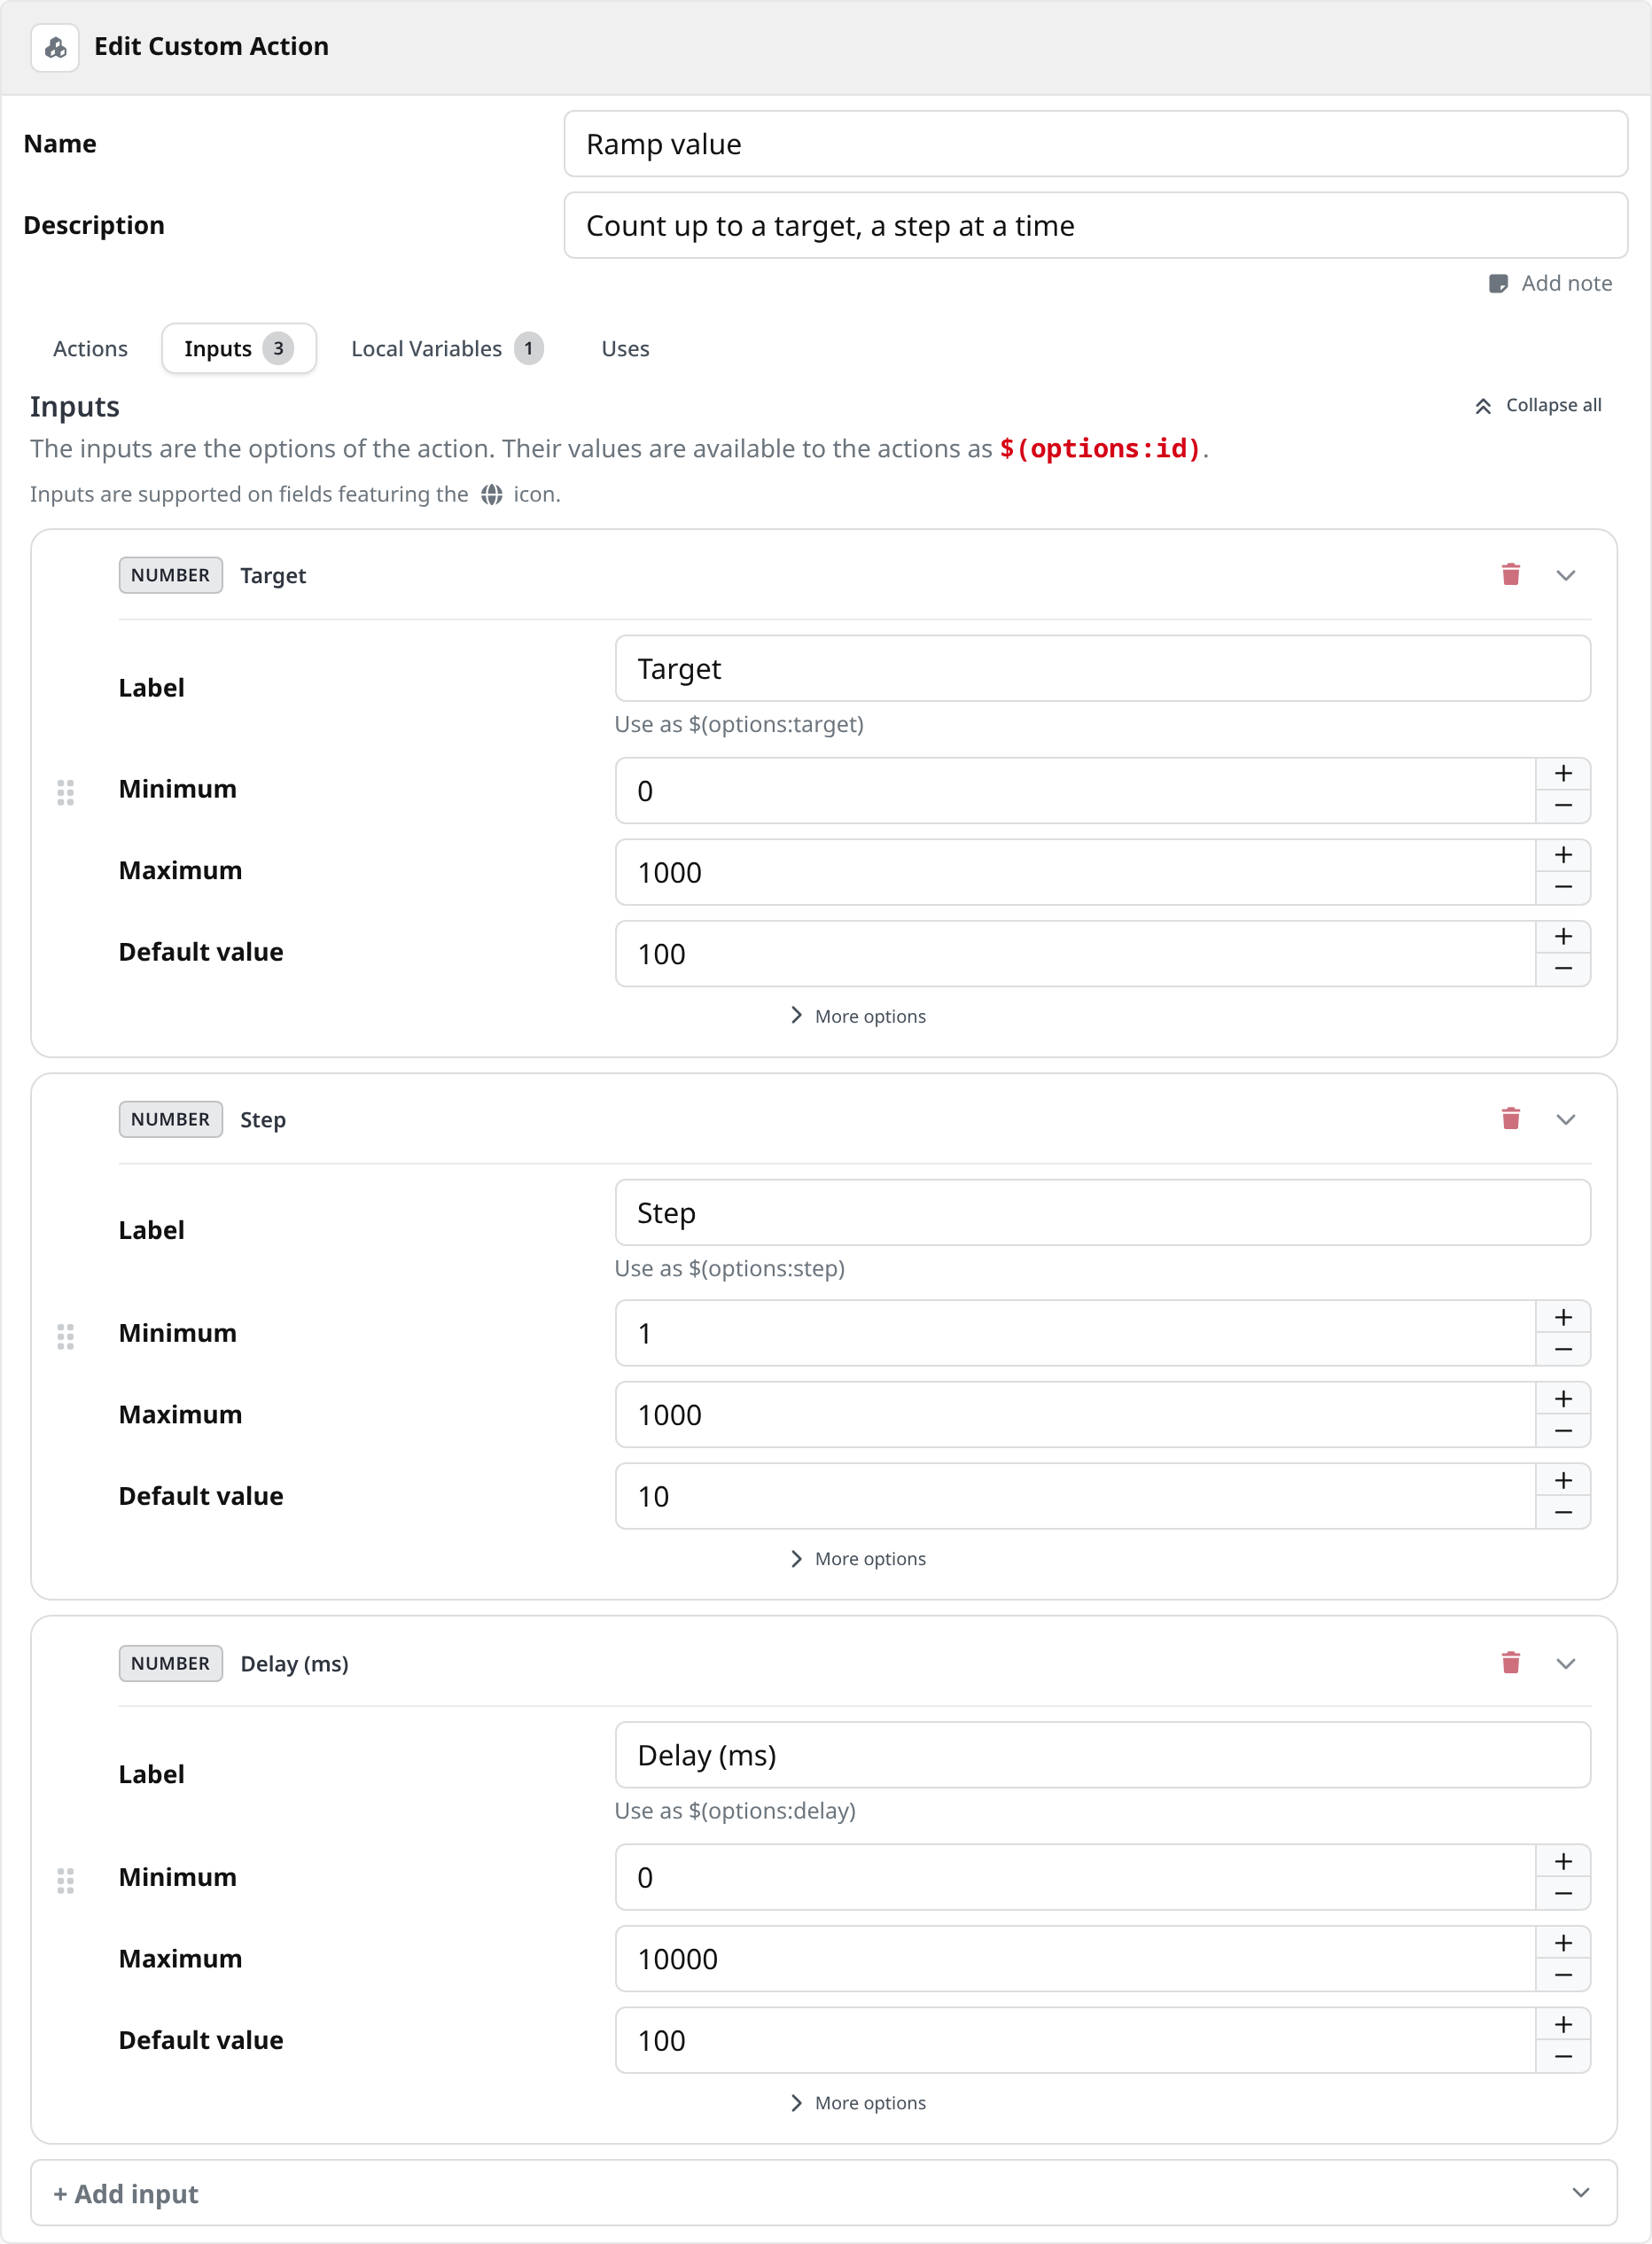 Edit Custom Action
Name
Ramp value
Description
Count up to a target, a step at a time
Add note
Actions
Inputs 3
Local Variables 1
Uses
Inputs
Collapse all
The inputs are the options of the action. Their values are available to the actions as $(options:id).
Inputs are supported on fields featuring the icon.
NUMBER Target
Label
Target
Use as $(options:target)
Minimum
0
Maximum
1000
Default value
100
More options
NUMBER Step
Label
Step
Use as $(options:step)
Minimum
1
Maximum
1000
Default value
10
More options
NUMBER Delay (ms)
Label
Delay (ms)
Use as $(options:delay)
Minimum
0
Maximum
10000
Default value
100
More options
+ Add input